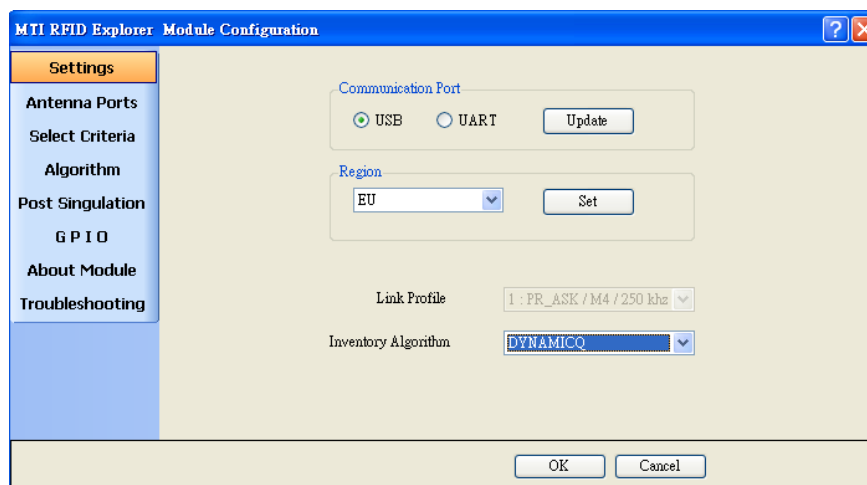 MTI RFID Explorer Module Configuration
Settings
Antenna Ports
Select Criteria
Algorithm
Post Singulation
G P I O
About Module
Troubleshooting
Communication Port
USB UART Update
Region
EU Set
Link Profile 1 : PR_ASK / M4 / 250 khz
Inventory Algorithm DYNAMICQ
OK Cancel